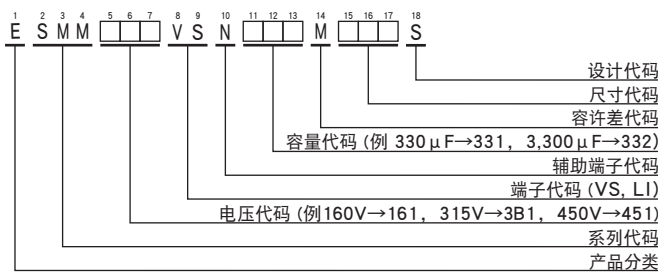 1 2 3 4 5 6 7 8 9 10 11 12 13 14 15 16 17 18
E SMM □□□ VS N □□□ M □□□ S
设计代码
尺寸代码
容许差代码
容量代码 (例 330μF→331, 3,300μF→332)
辅助端子代码
端子代码 (VS, LI)
电压代码 (例160V→161, 315V→3B1, 450V→451)
系列代码
产品分类